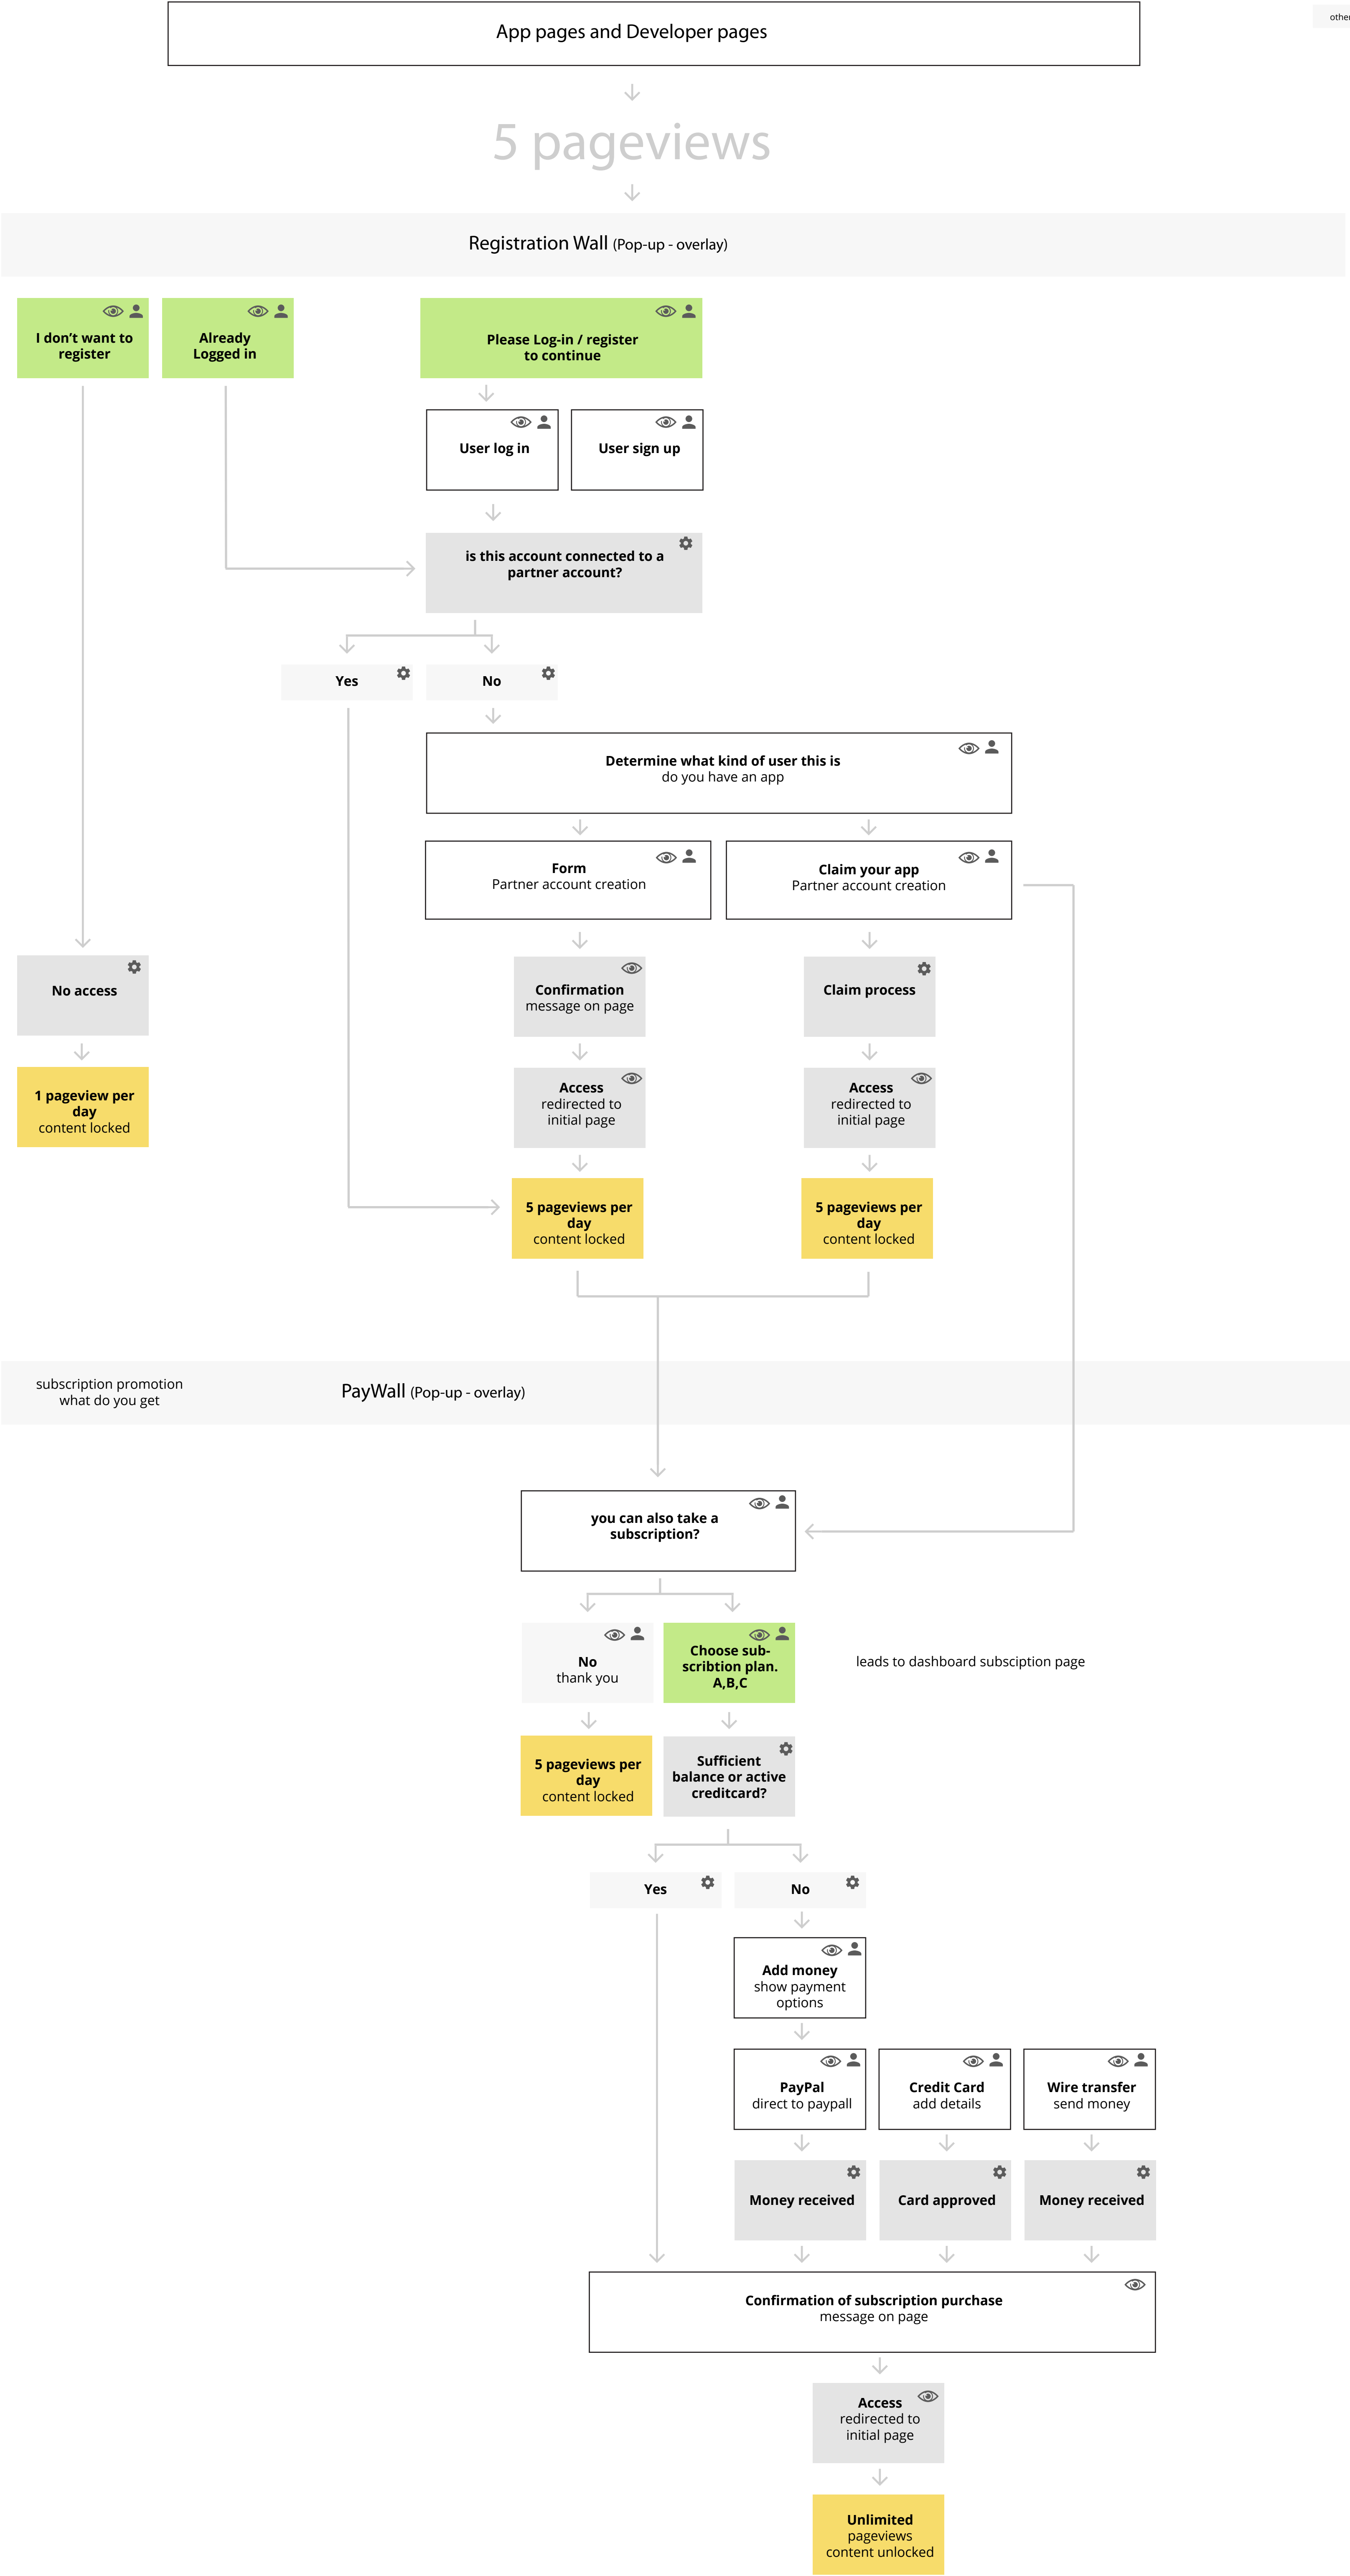 App pages and Developer pages
other
5 pageviews
Registration Wall (Pop-up - overlay)
I don't want to
register
Already
Logged in
Please Log-in / register
to continue
User log in
User sign up
is this account connected to a
partner account?
Yes
No
Determine what kind of user this is
do you have an app
Form
Partner account creation
Claim your app
Partner account creation
No access
Confirmation
message on page
Claim process
1 pageview per
day
content locked
Access
redirected to
initial page
Access
redirected to
initial page
5 pageviews per
day
content locked
5 pageviews per
day
content locked
subscription promotion
what do you get
PayWall (Pop-up - overlay)
you can also take a
subscription?
No
thank you
Choose sub-
scribtion plan.
A,B,C
leads to dashboard subsciption page
5 pageviews per
day
content locked
Sufficient
balance or active
creditcard?
Yes
No
Add money
show payment
options
PayPal
direct to paypall
Credit Card
add details
Wire transfer
send money
Money received
Card approved
Money received
Confirmation of subscription purchase
message on page
Access
redirected to
initial page
Unlimited
pageviews
content unlocked